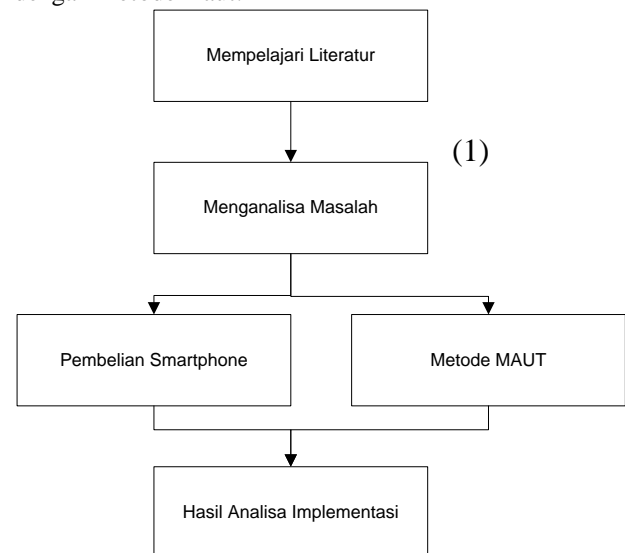 Mempelajari Literatur
(1)
Menganalisa Masalah
Pembelian Smartphone
Metode MAUT
Hasil Analisa Implementasi